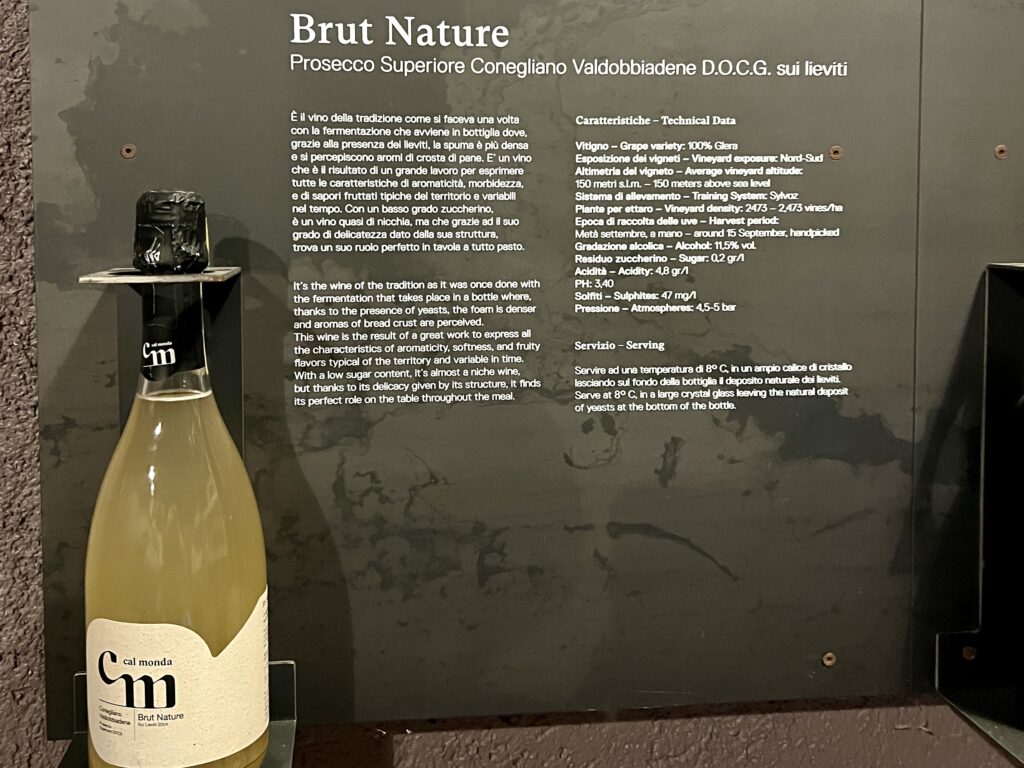 Brut Nature
Prosecco Superiore Conegliano Valdobbiadene D.O.C.G. sui lieviti
È il vino della tradizione come si faceva una volta
con la fermentazione che avviene in bottiglia dove,
grazie alla presenza dei lieviti, la spuma è più densa
e si percepiscono aromi di crosta di pane. E' un vino
che è il risultato di un grande lavoro per esprimere
tutte le caratteristiche di aromaticità, morbidezza,
e di sapori fruttati tipiche del territorio e variabili
nel tempo. Con un basso grado zuccherino,
è un vino quasi di nicchia, ma che grazie ad il suo
grado di delicatezza dato dalla sua struttura,
trova un suo ruolo perfetto in tavola a tutto pasto.
It's the wine of the tradition as it was once done with
the fermentation that takes place in a bottle where,
thanks to the presence of yeasts, the foam is denser
and aromas of bread crust are perceived.
This wine is the result of a great work to express all
the characteristics of aromaticity, softness, and fruity
flavors typical of the territory and variable in time.
With a low sugar content, it's almost a niche wine,
but thanks to its delicacy given by its structure, it finds
its perfect role on the table throughout the meal.
Caratteristiche – Technical Data
Vitigno – Grape variety: 100% Glera
Esposizione dei vigneti – Vineyard exposure: Nord-Sud
Altimetria del vigneto – Average vineyard altitude:
150 metri s.l.m. – 150 meters above sea level
Sistema di allevamento – Training System: Sylvoz
Piante per ettaro – Vineyard density: 2473 – 2,473 vines/ha
Epoca di raccolta delle uve – Harvest period:
Metà settembre, a mano – around 15 September, handpicked
Gradazione alcolica – Alcohol: 11,5% vol.
Residuo zuccherino – Sugar: 0,2 gr/l
Acidità – Acidity: 4,8 gr/l
PH: 3,40
Solfiti – Sulphites: 47 mg/l
Pressione – Atmospheres: 4,5-5 bar
Servizio – Serving
Servire ad una temperatura di 8º C, in un ampio calice di cristallo
lasciando sul fondo della bottiglia il deposito naturale dei lieviti.
Serve at 8º C, in a large crystal glass leaving the natural deposit
of yeasts at the bottom of the bottle.
cal monda
cm
cal monda
cm
Conegliano
Valdobbiadene
Prosecco
Superiore DOCG
Brut Nature
Sui Lieviti 2024